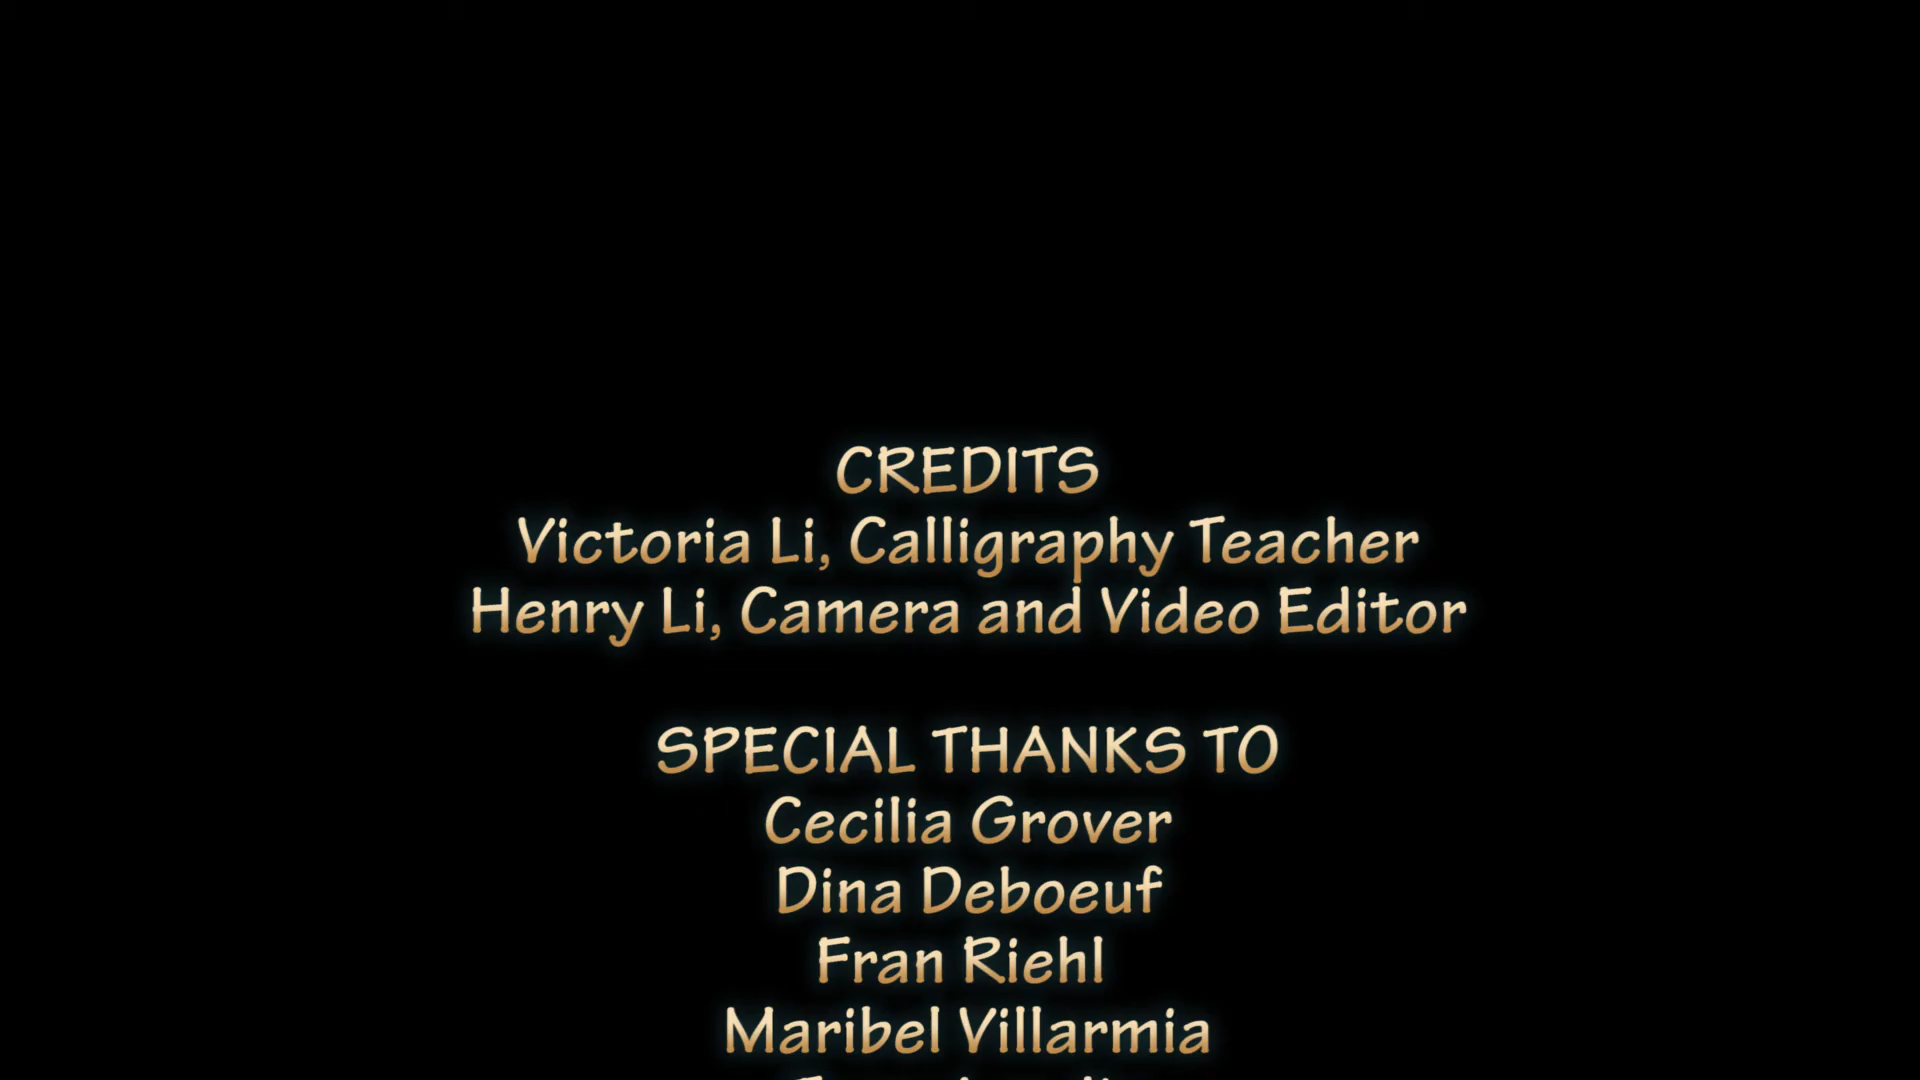 CREDITS
Victoria Li, Calligraphy Teacher
Henry Li, Camera and Video Editor
SPECIAL THANKS TO
Cecilia Grover
Dina Deboeuf
Fran Riehl
Maribel Villarmia